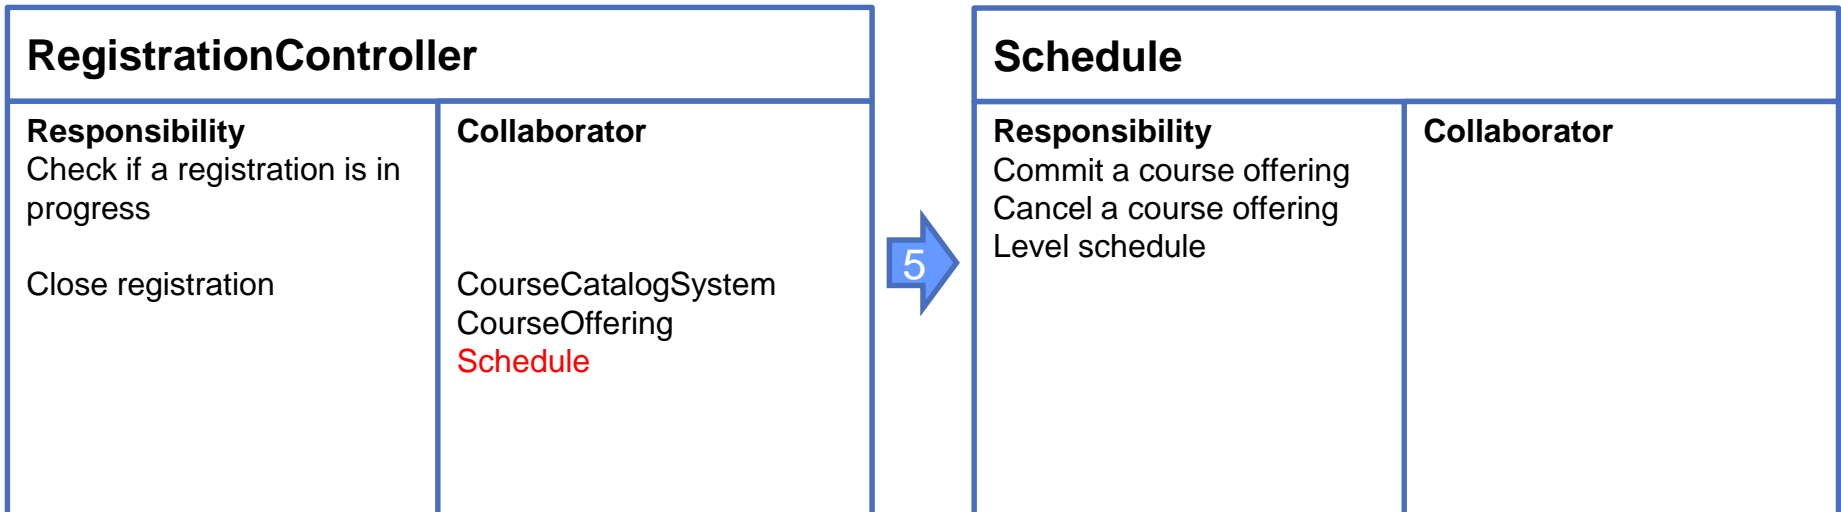 RegistrationController
Responsibility
Check if a registration is in
progress
Close registration
Collaborator
CourseCatalogSystem
CourseOffering
Schedule
5
Schedule
Responsibility
Commit a course offering
Cancel a course offering
Level schedule
Collaborator